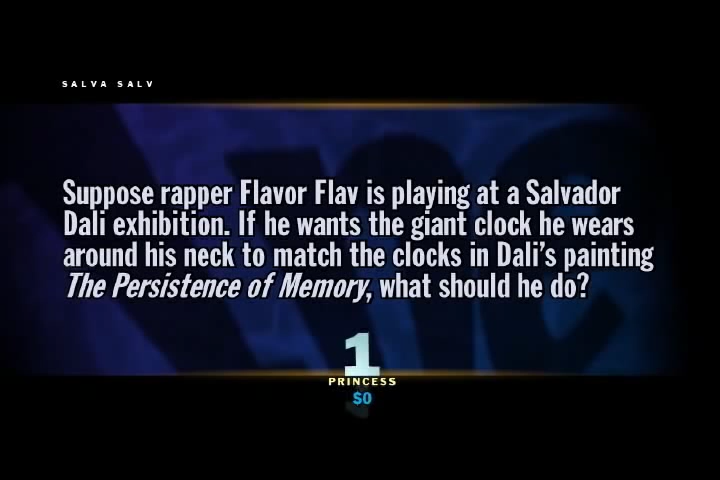 SALVA SALV
Suppose rapper Flavor Flav is playing at a Salvador
Dali exhibition. If he wants the giant clock he wears
around his neck to match the clocks in Dali's painting
The Persistence of Memory, what should he do?
1
PRINCESS
$0